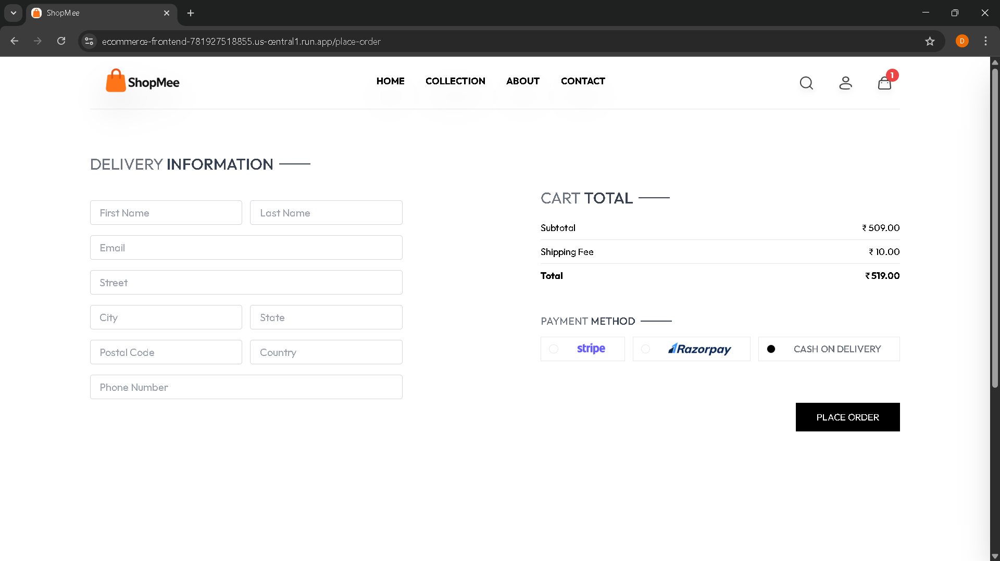 ShopMee
ecommerce-frontend-781927518855.us-central1.run.app/place-order
D
ShopMee
HOME COLLECTION ABOUT CONTACT
1
DELIVERY INFORMATION
First Name Last Name
Email
Street
City State
Postal Code Country
Phone Number
CART TOTAL
Subtotal ₹ 509.00
Shipping Fee ₹ 10.00
Total ₹ 519.00
PAYMENT METHOD
stripe Razorpay CASH ON DELIVERY
PLACE ORDER